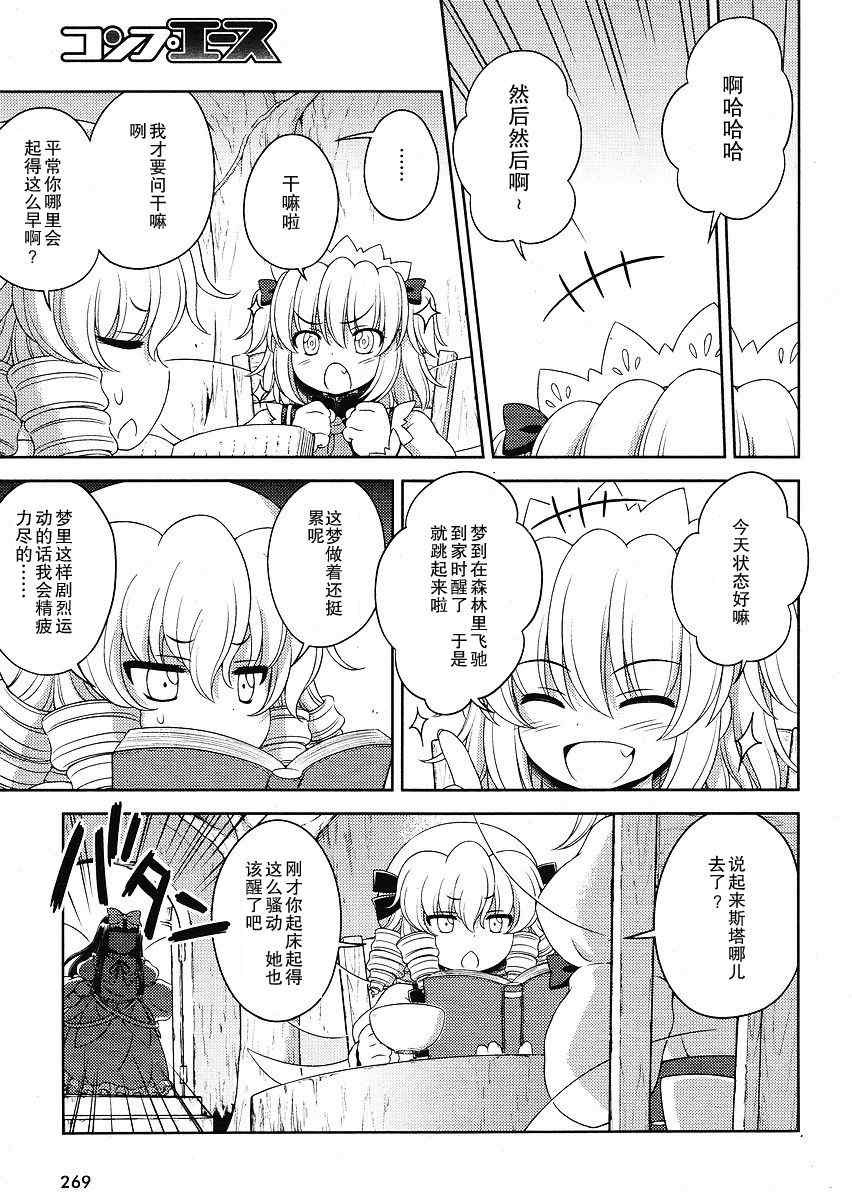 コンプ・エース
啊哈哈哈
然后然后啊～
……
干嘛啦
我才要问干嘛
咧
平常你哪里会
起得这么早啊？
今天状态好嘛
梦到在森林里飞驰
到家时醒了 于是
就跳起来啦
这梦做着还挺
累呢
梦里这样剧烈运
动的话我会精疲
力尽的……
说起来斯塔哪儿
去了？
刚才你起床起得
这么骚动 她也
该醒了吧
バターン
269